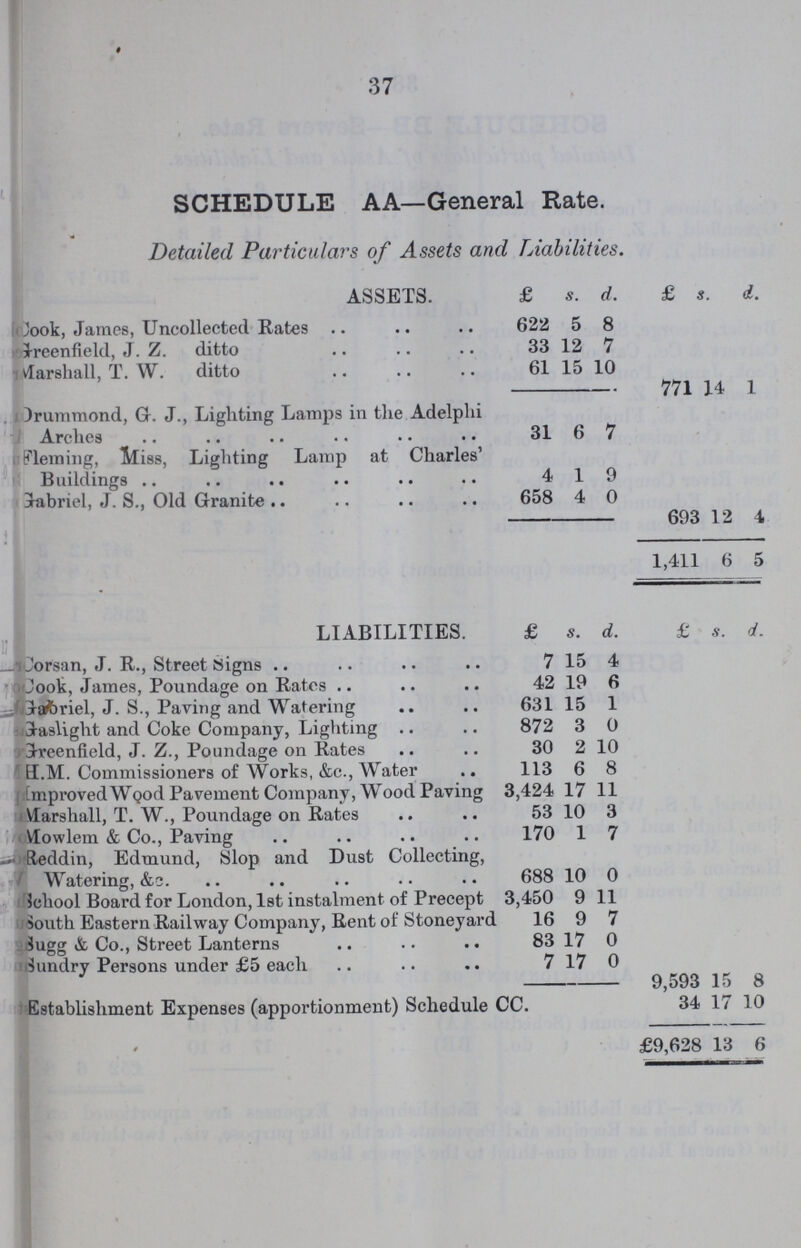 37
SCHEDULE AA—General Rate.
Detailed Particulars of Assets and Liabilities.
ASSETS. £ s. d. £ s. d.
Cook, James, Uncollected Rates .. .. .. 622 5 8
Greenfield, J. Z. ditto .. .. .. 33 12 7
Marshall, T. W. ditto .. .. .. 61 15 10
771 14 1
Drummond, G. J., Lighting Lamps in the Adelphi
Arches .. .. .. .. .. .. 31 6 7
Fleming, Miss, Lighting Lamp at Charles'
Buildings .. .. .. .. .. .. 4 1 9
Gabriel, J. S., Old Granite .. .. .. .. 658 4 0
693 12 4
1,411 6 5
LIABILITIES. £ s. d. £ s. d.
Corsan, J. R., Street Signs .. .. .. .. 7 15 4
Cook, James, Poundage on Rates .. .. .. 42 19 6
Gabriel, J. S., Paving and Watering .. .. 631 15 1
Gaslight and Coke Company, Lighting .. .. 872 3 0
Greenfield, J. Z., Poundage on Rates .. .. 30 2 10
H.M. Commissioners of Works, &c., Water .. 113 6 8
Improved Wood Pavement Company, Wood Paving 3,424 17 11
Marshall, T. W., Poundage on Rates .. .. 53 10 3
Mowlem & Co., Paving .. .. .. .. 170 1 7
Reddin, Edmund, Slop and Dust Collecting,
Watering, &c. .. .. .. .. .. 688 10 0
School Board for London, 1st instalment of Precept 3,450 9 11
South Eastern Railway Company, Rent of Stoneyard 16 9 7
Sugg & Co., Street Lanterns .. .. .. 83 17 0
Sundry Persons under £5 each .. .. .. 7 17 0
9,593 15 8
Establishment Expenses (apportionment) Schedule CC. 34 17 10
£9,628 13 6